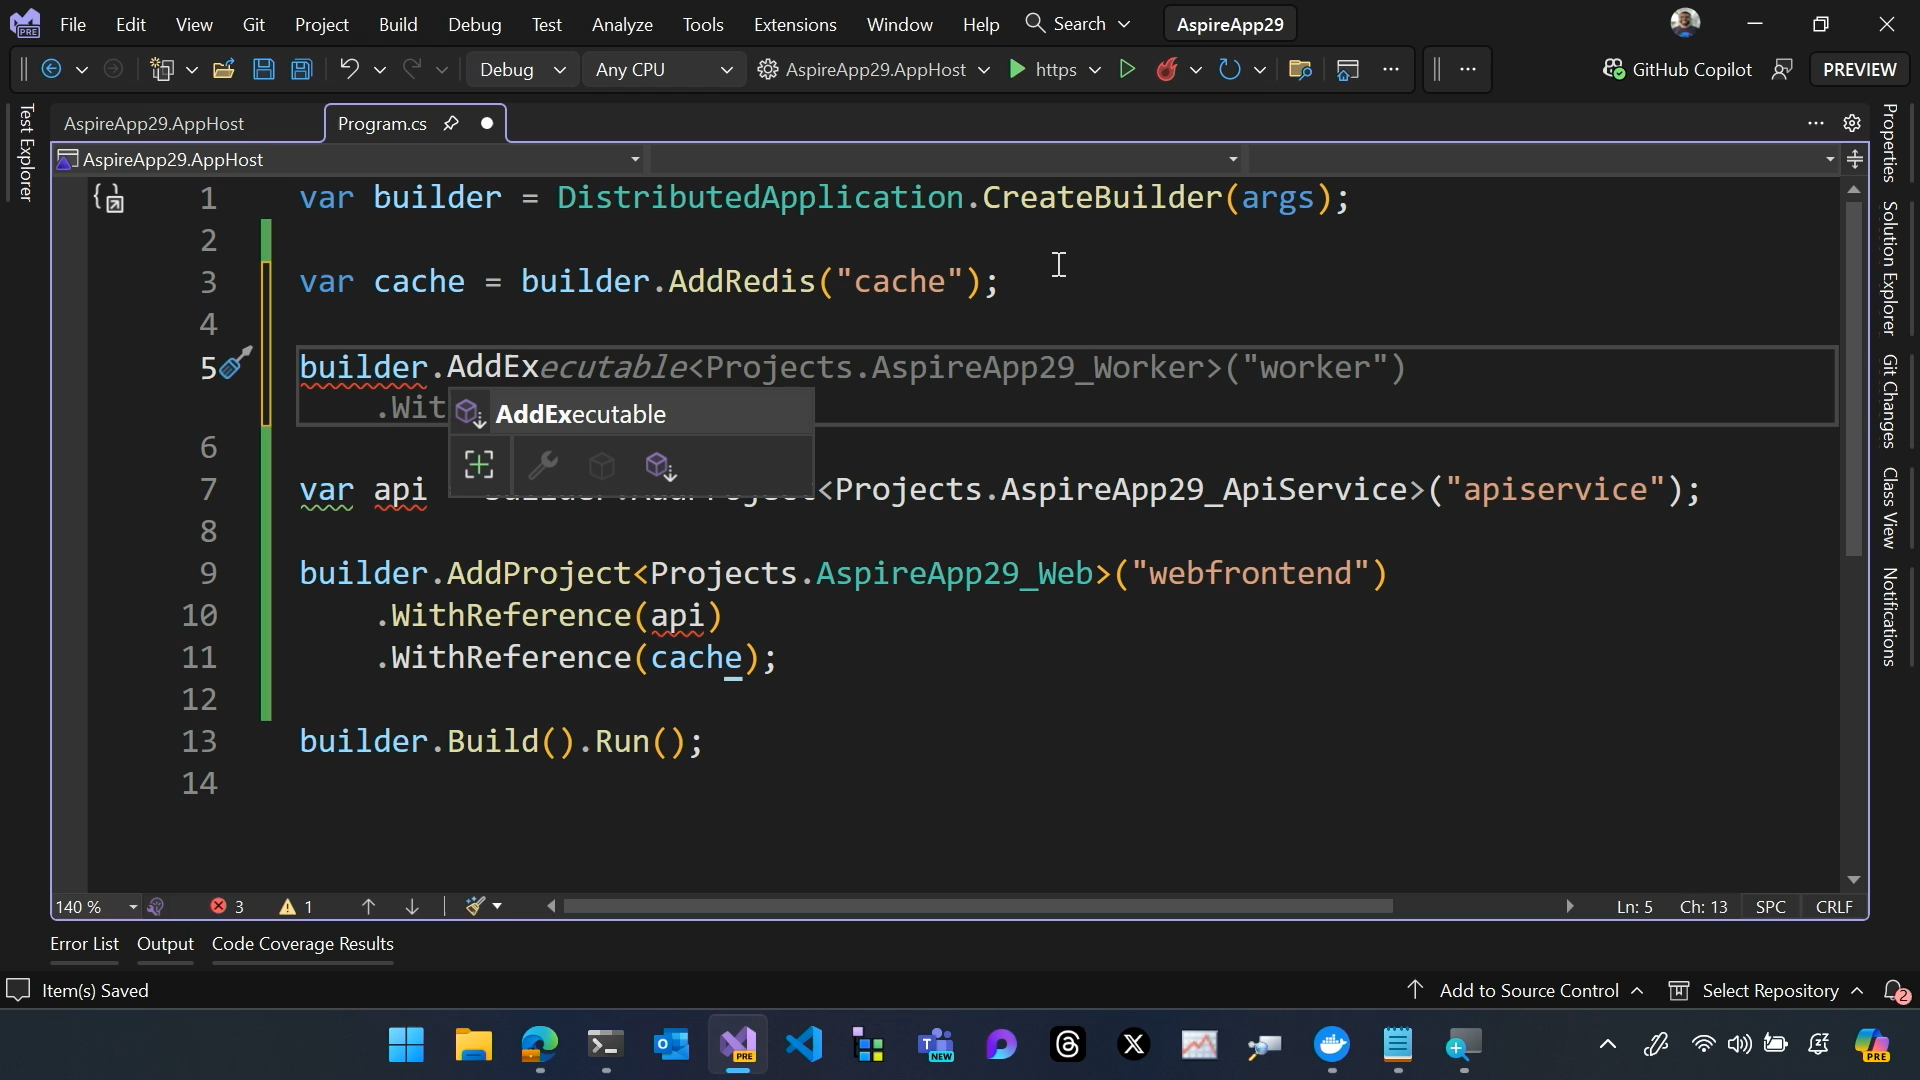 File Edit View Git Project Build Debug Test Analyze Tools Extensions Window Help Search AspireApp29
Debug Any CPU AspireApp29.AppHost https GitHub Copilot PREVIEW
Test Explorer
AspireApp29.AppHost Program.cs
AspireApp29.AppHost
1 var builder = DistributedApplication.CreateBuilder(args);
2
3 var cache = builder.AddRedis("cache");
4
5 builder.AddExecutable<Projects.AspireApp29_Worker>("worker")
.Wit
AddExecutable
6
7 var api <Projects.AspireApp29_ApiService>("apiservice");
8
9 builder.AddProject<Projects.AspireApp29_Web>("webfrontend")
10 .WithReference(api)
11 .WithReference(cache);
12
13 builder.Build().Run();
14
Properties
Solution Explorer
Git Changes
Class View
Notifications
140 % 3 1 Ln: 5 Ch: 13 SPC CRLF
Error List Output Code Coverage Results
Item(s) Saved Add to Source Control Select Repository 2
PRE
NEW
PRE